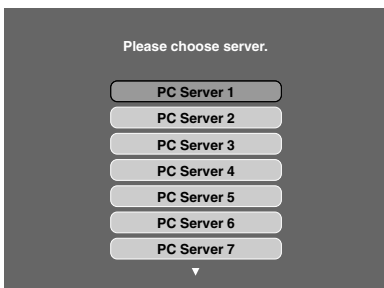 Please choose server.
PC Server 1
PC Server 2
PC Server 3
PC Server 4
PC Server 5
PC Server 6
PC Server 7